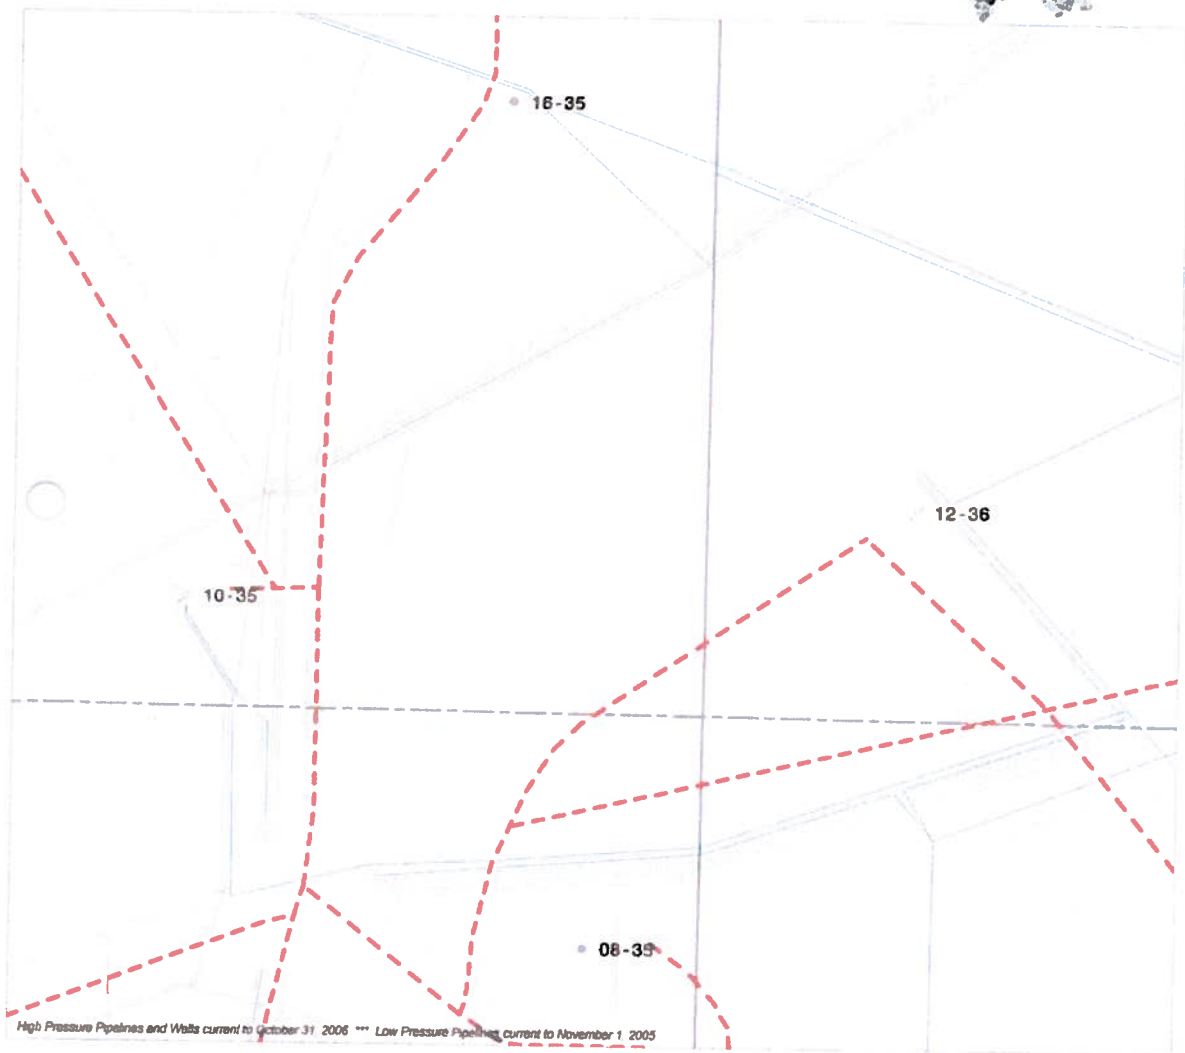 16-35
12-36
10-35
08-35
High Pressure Pipelines and Wells current to October 31, 2006 *** Low Pressure Pipelines current to November 1, 2005